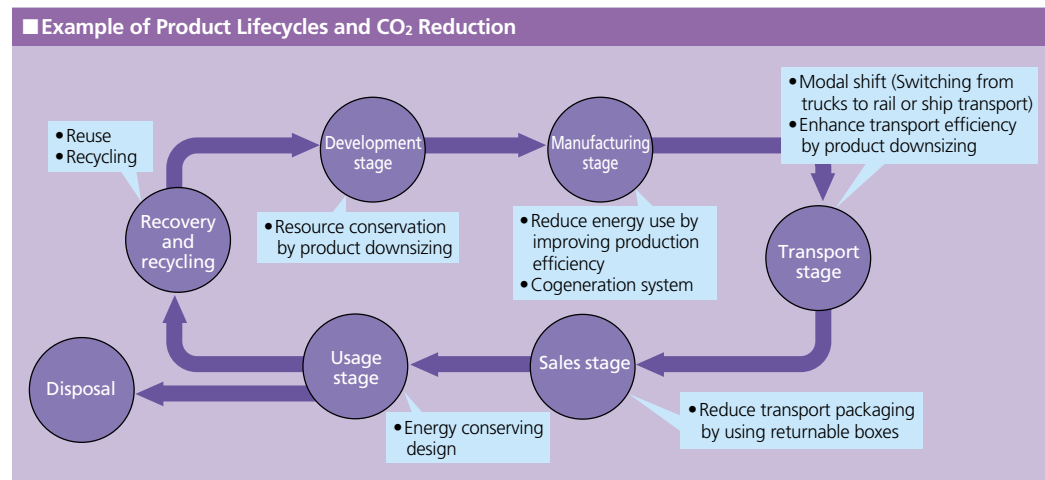 ■Example of Product Lifecycles and CO₂ Reduction
• Modal shift (Switching from
trucks to rail or ship transport)
• Enhance transport efficiency
by product downsizing
• Reuse
• Recycling
Development
stage
Manufacturing
stage
Recovery
and
recycling
• Resource conservation
by product downsizing
• Reduce energy use by
improving production
efficiency
• Cogeneration system
Transport
stage
Disposal
Usage
stage
Sales stage
• Energy conserving
design
• Reduce transport packaging
by using returnable boxes